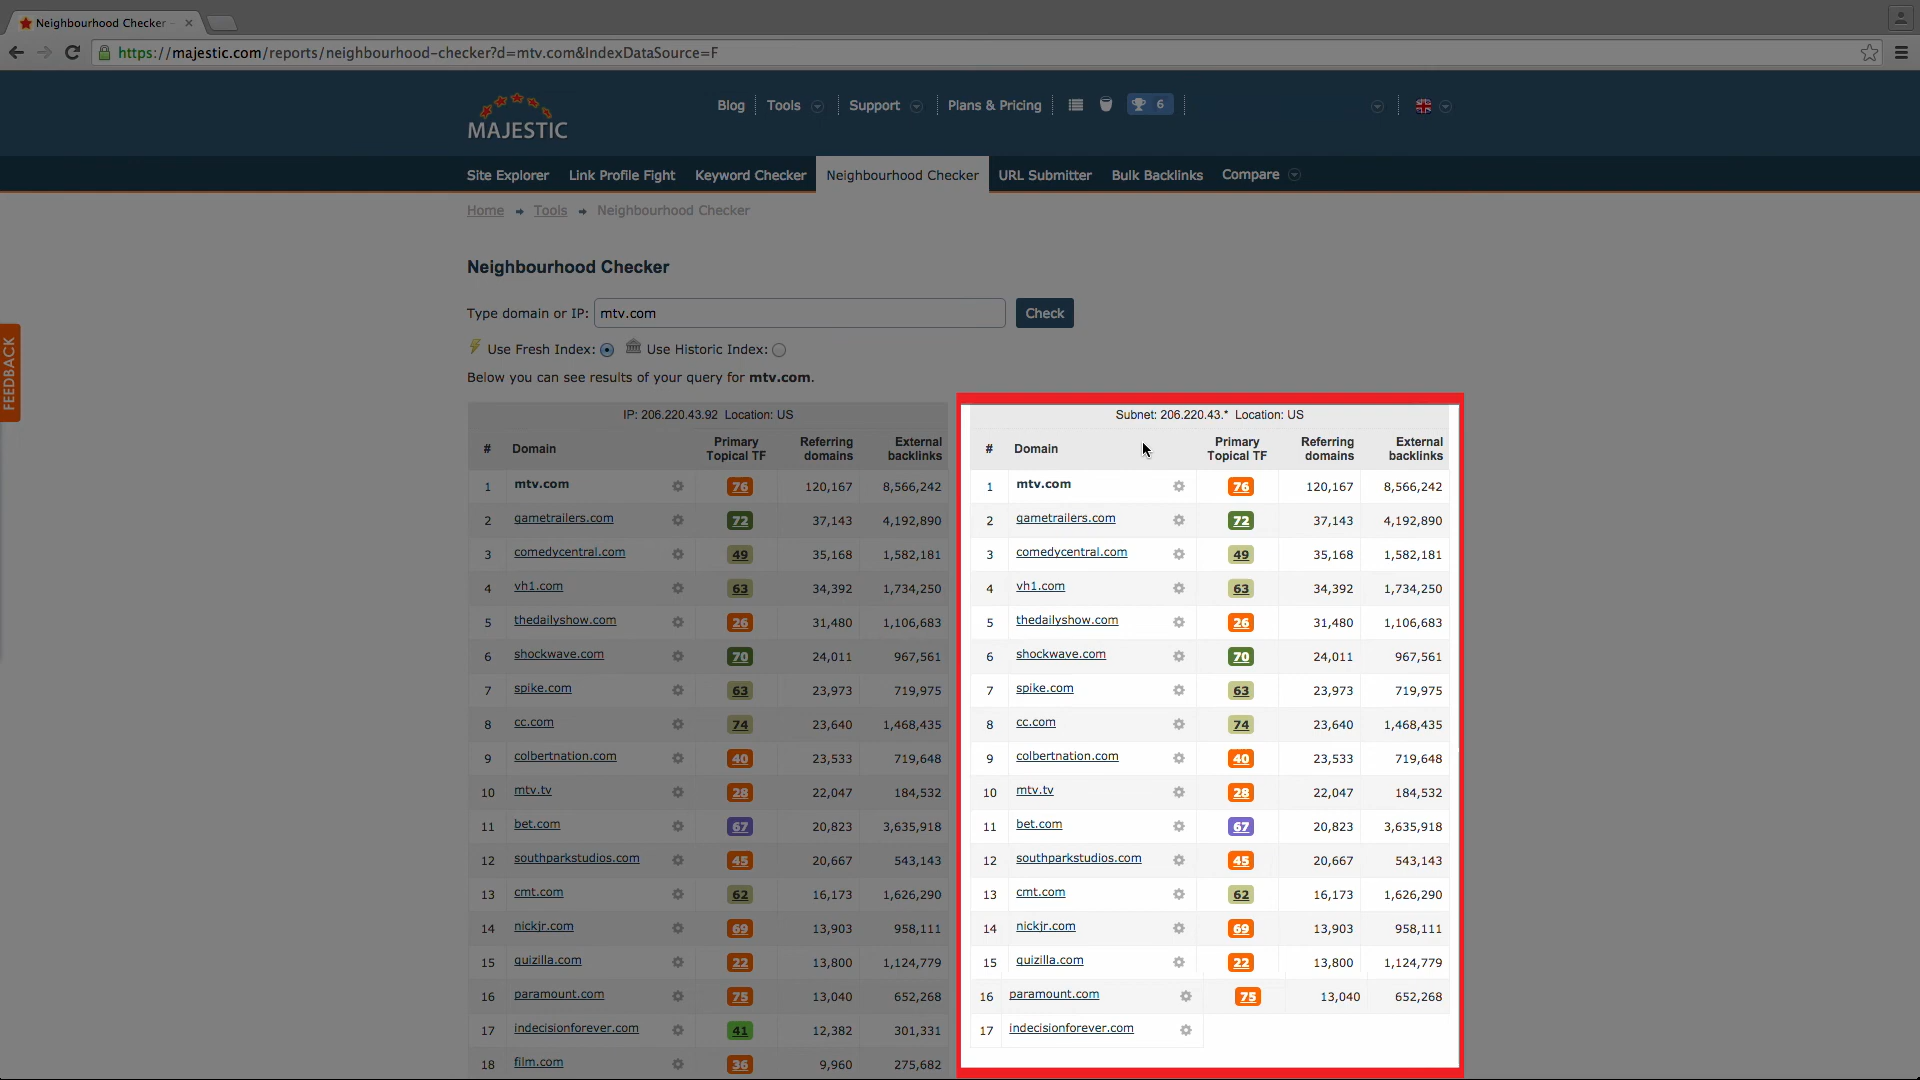 Neighbourhood Checker -
https://majestic.com/reports/neighbourhood-checker?d=mtv.com&IndexDataSource=F
MAJESTIC
Blog Tools Support Plans & Pricing 6
Site Explorer Link Profile Fight Keyword Checker Neighbourhood Checker URL Submitter Bulk Backlinks Compare
Home Tools Neighbourhood Checker
Neighbourhood Checker
Type domain or IP: mtv.com Check
FEEDBACK
Use Fresh Index: Use Historic Index:
Below you can see results of your query for mtv.com.
IP: 206.220.43.92 Location: US
# Domain Primary Topical TF Referring domains External backlinks
1 mtv.com 76 120,167 8,566,242
2 gametrailers.com 72 37,143 4,192,890
3 comedycentral.com 49 35,168 1,582,181
4 vh1.com 63 34,392 1,734,250
5 thedailyshow.com 26 31,480 1,106,683
6 shockwave.com 70 24,011 967,561
7 spike.com 63 23,973 719,975
8 cc.com 74 23,640 1,468,435
9 colbertnation.com 40 23,533 719,648
10 mtv.tv 28 22,047 184,532
11 bet.com 67 20,823 3,635,918
12 southparkstudios.com 45 20,667 543,143
13 cmt.com 62 16,173 1,626,290
14 nickjr.com 69 13,903 958,111
15 quizilla.com 22 13,800 1,124,779
16 paramount.com 75 13,040 652,268
17 indecisionforever.com 41 12,382 301,331
18 film.com 36 9,960 275,682
Subnet: 206.220.43.* Location: US
# Domain Primary Topical TF Referring domains External backlinks
1 mtv.com 76 120,167 8,566,242
2 gametrailers.com 72 37,143 4,192,890
3 comedycentral.com 49 35,168 1,582,181
4 vh1.com 63 34,392 1,734,250
5 thedailyshow.com 26 31,480 1,106,683
6 shockwave.com 70 24,011 967,561
7 spike.com 63 23,973 719,975
8 cc.com 74 23,640 1,468,435
9 colbertnation.com 40 23,533 719,648
10 mtv.tv 28 22,047 184,532
11 bet.com 67 20,823 3,635,918
12 southparkstudios.com 45 20,667 543,143
13 cmt.com 62 16,173 1,626,290
14 nickjr.com 69 13,903 958,111
15 quizilla.com 22 13,800 1,124,779
16 paramount.com 75 13,040 652,268
17 indecisionforever.com